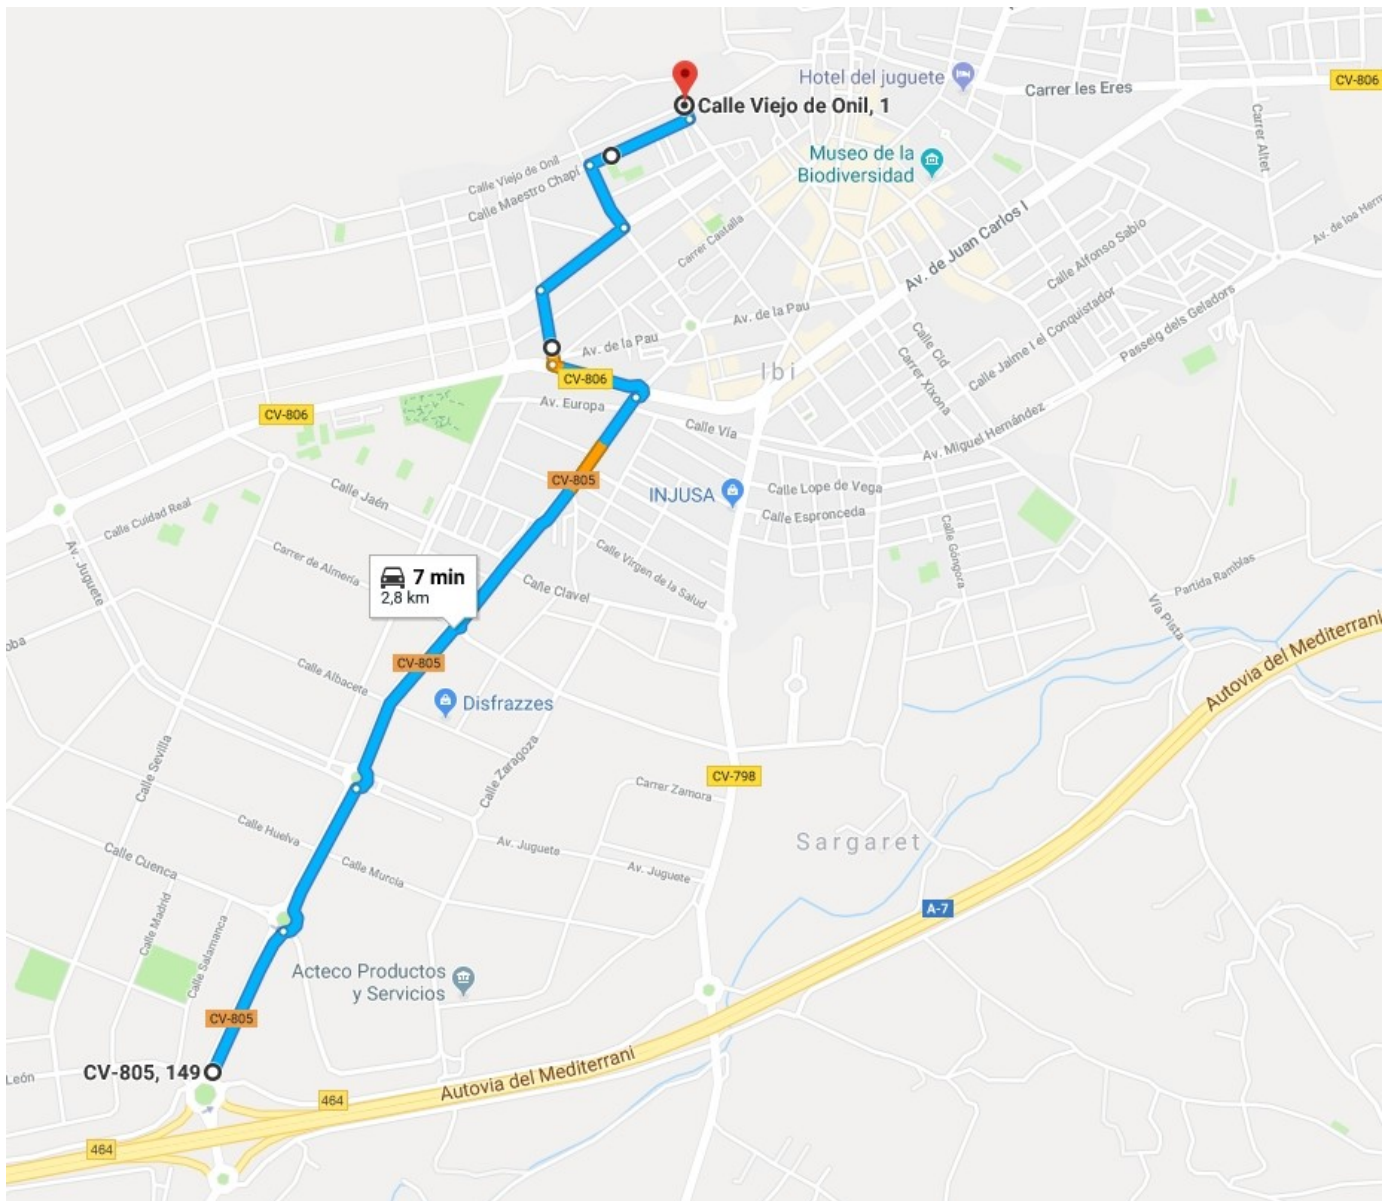 Hotel del juguete
Carrer les Eres
CV-806
Calle Viejo de Onil, 1
Carrer Altet
Museo de la
Biodiversidad
Calle Viejo de Onil
Calle Maestro Chapí
Carrer Castalla
Av. de Juan Carlos I
Calle Alfonso Sabio
Av. de los Herm
Av. de la Pau
Av. de la Pau
Calle Jaime I el Conquistador
Passeig dels Geladors
Calle Cid
Carrer Xixona
Ibi
CV-806
CV-806
Av. Europa
Calle Vía
Av. Miguel Hernández
CV-805
Calle Jaén
INJUSA
Calle Lope de Vega
Calle Espronceda
Calle Cuidad Real
Calle Góngora
Av. Juguete
Carrer de Almería
7 min
2,8 km
Calle Virgen de la Salud
Calle Clavel
Partida Ramblas
Vía Pista
oba
CV-805
Calle Albacete
Autovia del Mediterrani
Disfrazzes
Calle Sevilla
Calle Zaragoza
CV-798
Carrer Zamora
Calle Huelva
Av. Juguete
Sargaret
Calle Cuenca
Calle Murcia
Av. Juguete
Calle Madrid
Calle Salamanca
A-7
Acteco Productos
y Servicios
CV-805
CV-805, 149
León
Autovia del Mediterrani
464
464